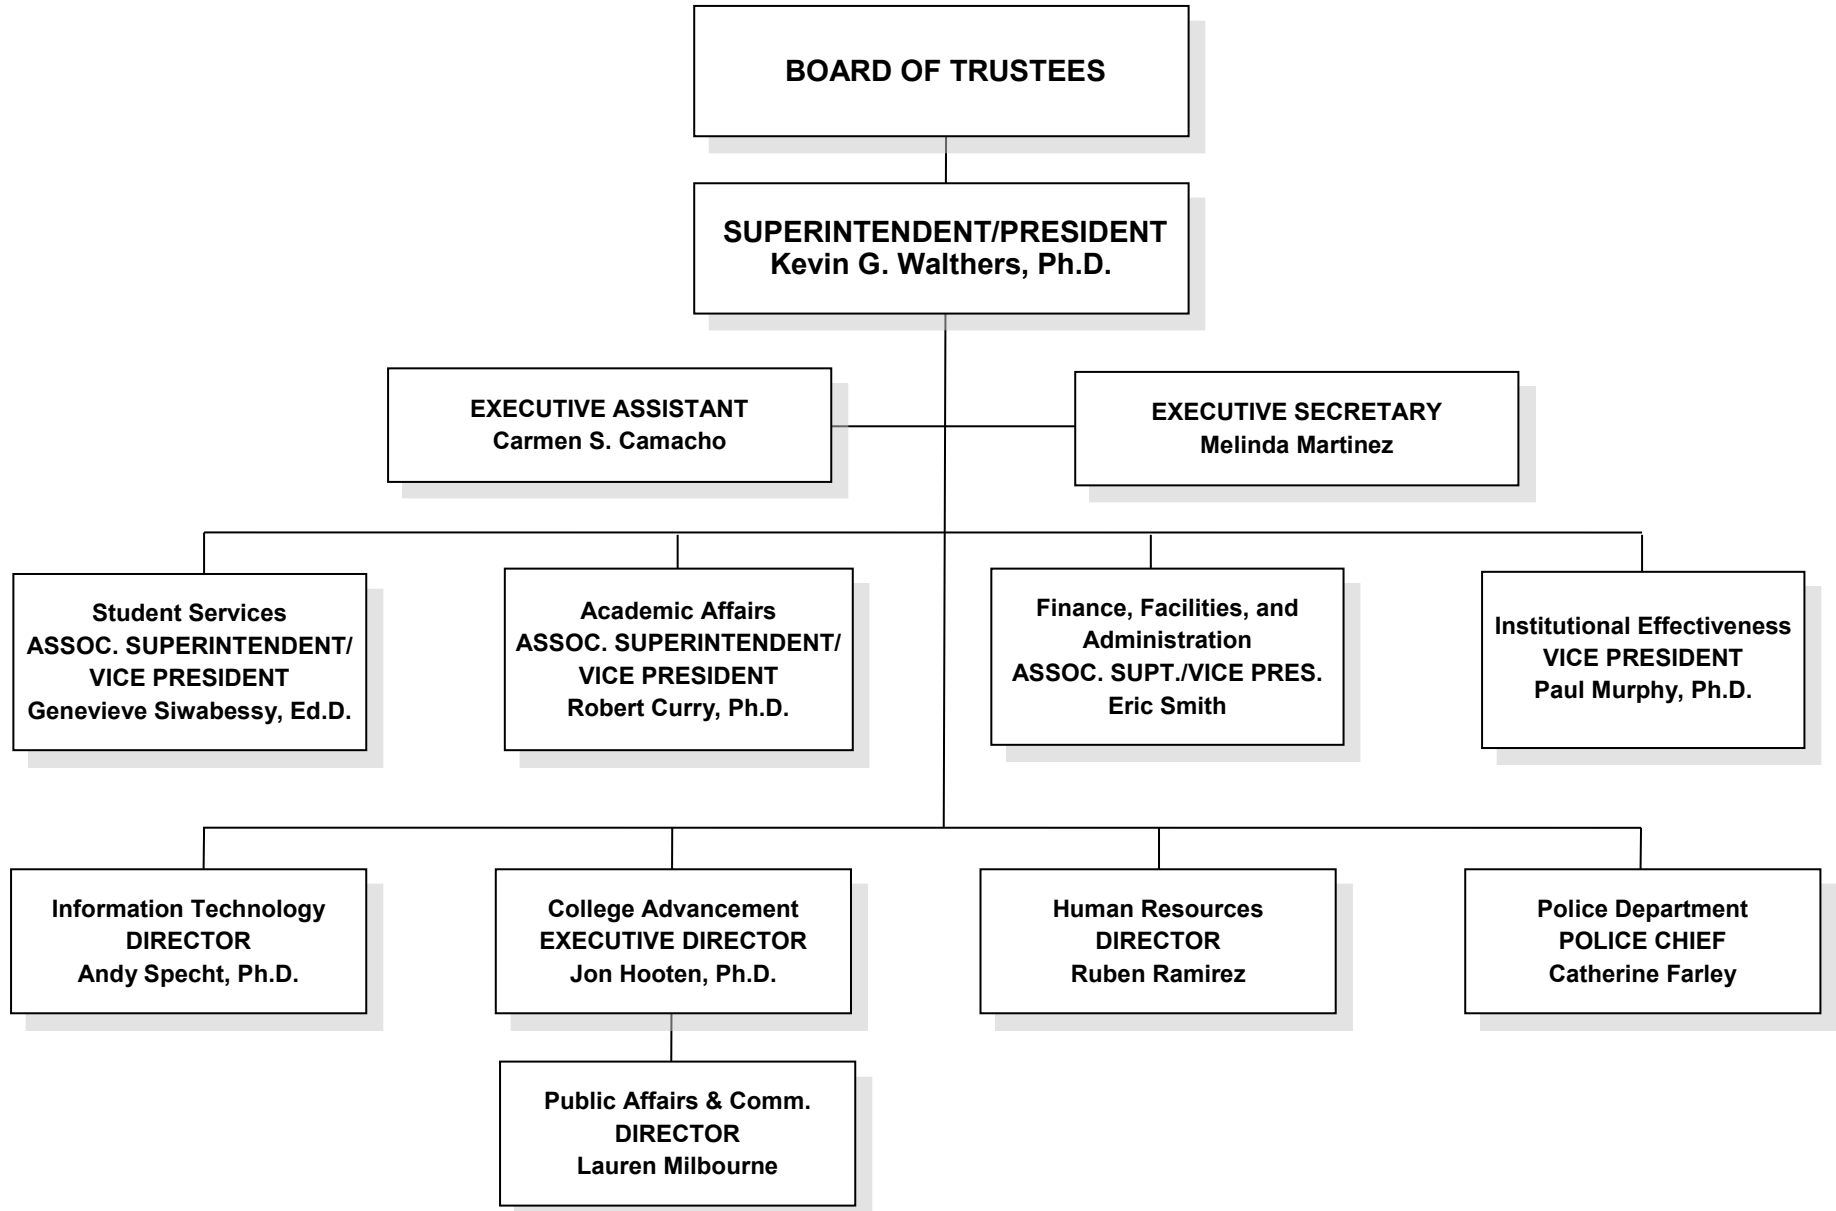 BOARD OF TRUSTEES
SUPERINTENDENT/PRESIDENT
Kevin G. Walthers, Ph.D.
EXECUTIVE ASSISTANT
Carmen S. Camacho
EXECUTIVE SECRETARY
Melinda Martinez
Student Services
ASSOC. SUPERINTENDENT/
VICE PRESIDENT
Genevieve Siwabessy, Ed.D.
Academic Affairs
ASSOC. SUPERINTENDENT/
VICE PRESIDENT
Robert Curry, Ph.D.
Finance, Facilities, and
Administration
ASSOC. SUPT./VICE PRES.
Eric Smith
Institutional Effectiveness
VICE PRESIDENT
Paul Murphy, Ph.D.
Information Technology
DIRECTOR
Andy Specht, Ph.D.
College Advancement
EXECUTIVE DIRECTOR
Jon Hooten, Ph.D.
Human Resources
DIRECTOR
Ruben Ramirez
Police Department
POLICE CHIEF
Catherine Farley
Public Affairs & Comm.
DIRECTOR
Lauren Milbourne